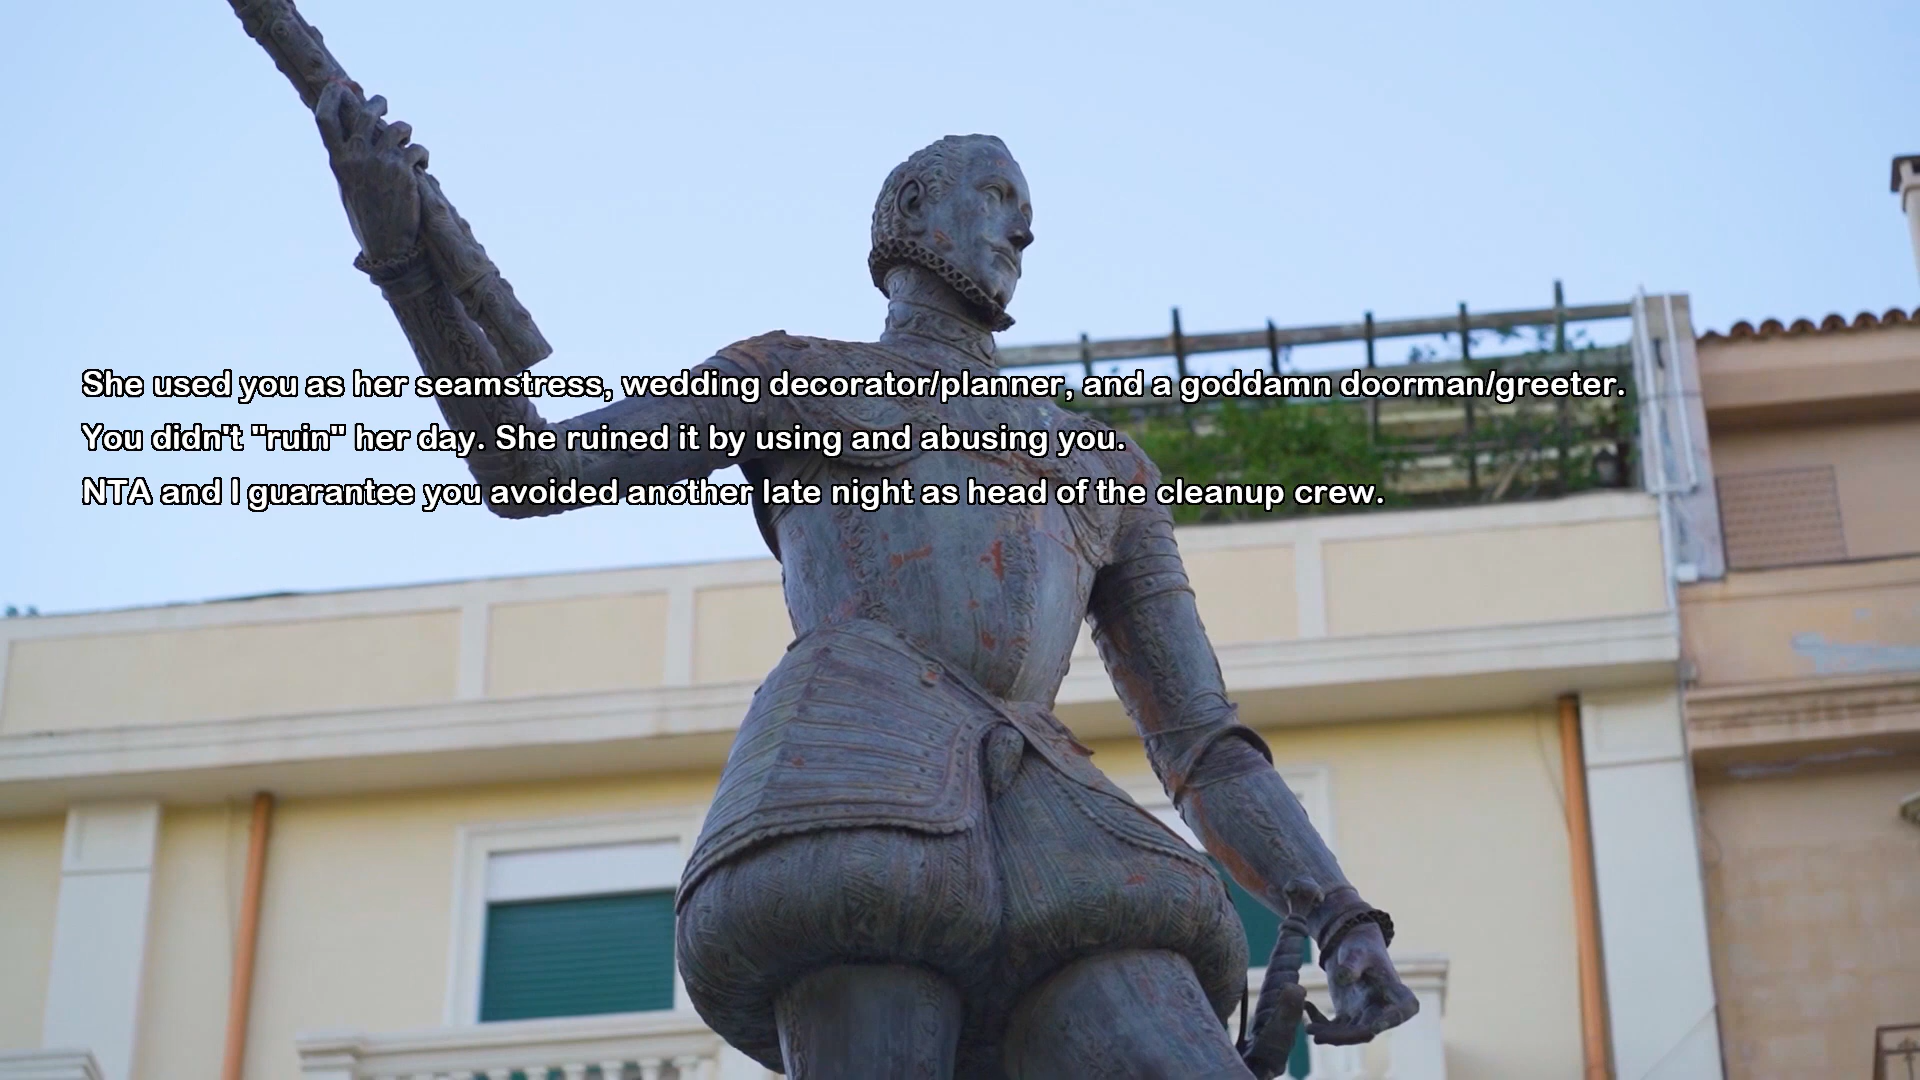 She used you as her seamstress, wedding decorator/planner, and a goddamn doorman/greeter.
You didn't "ruin" her day. She ruined it by using and abusing you.
NTA and I guarantee you avoided another late night as head of the cleanup crew.